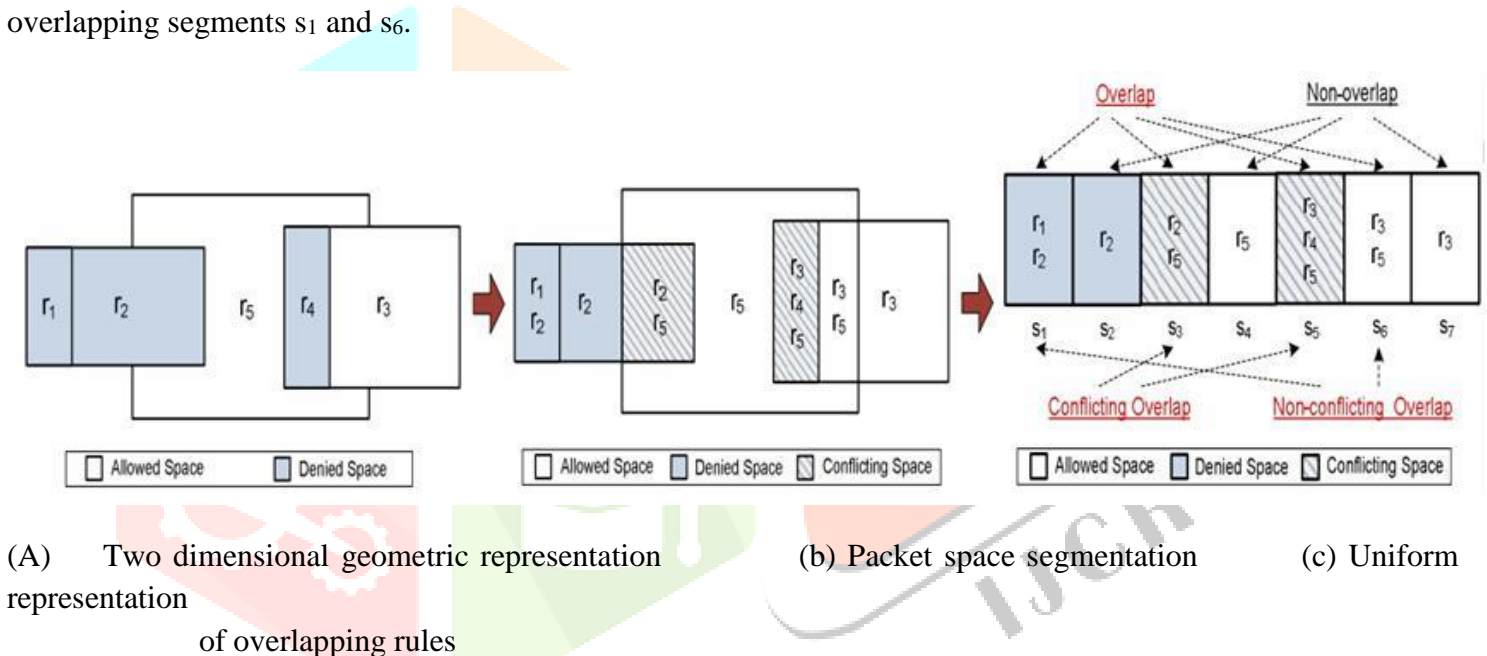 overlapping segments s₁ and s₆.
Overlap Non-overlap
r₁ r₂ r₅ r₄ r₃
r₁ r₂ r₂ r₂ r₅ r₅ r₃ r₄ r₅ r₃ r₅ r₃
r₁ r₂ r₂ r₂ r₅ r₅ r₃ r₄ r₅ r₃ r₅ r₃
s₁ s₂ s₃ s₄ s₅ s₆ s₇
Conflicting Overlap Non-conflicting Overlap
Allowed Space Denied Space
Allowed Space Denied Space Conflicting Space
Allowed Space Denied Space Conflicting Space
(A) Two dimensional geometric representation (b) Packet space segmentation (c) Uniform
representation
of overlapping rules
IJCR